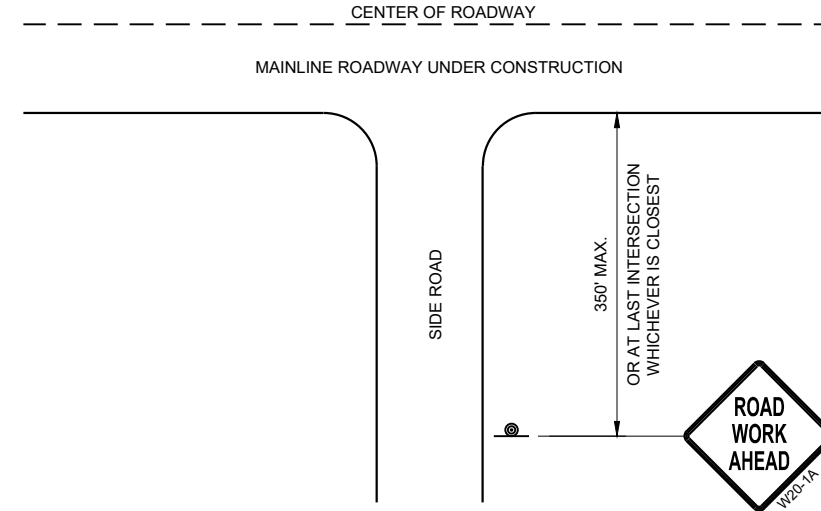 CENTER OF ROADWAY
MAINLINE ROADWAY UNDER CONSTRUCTION
SIDE ROAD
350' MAX.
OR AT LAST INTERSECTION
WHICHEVER IS CLOSEST
ROAD
WORK
AHEAD
W20-1A